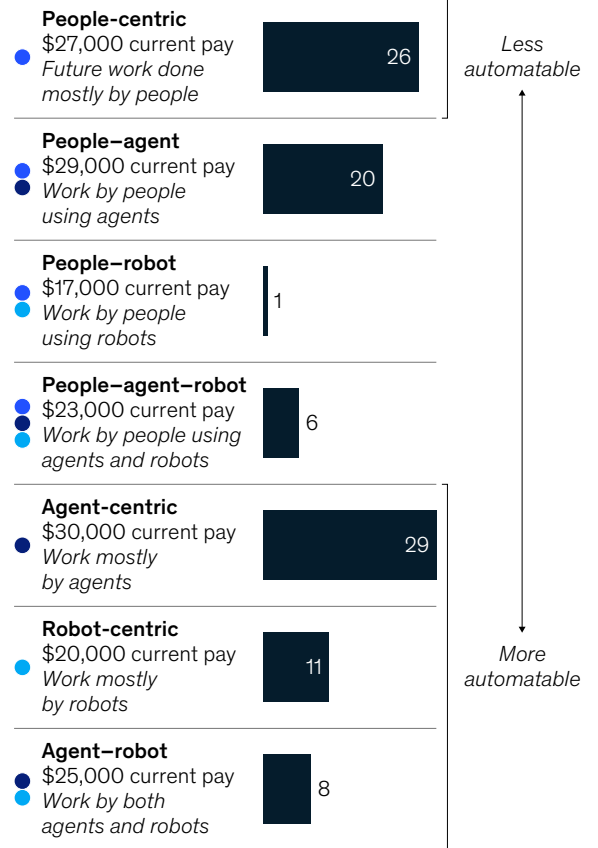 People-centric
$27,000 current pay
Future work done
mostly by people
26
Less
automatable
People–agent
$29,000 current pay
Work by people
using agents
20
People–robot
$17,000 current pay
Work by people
using robots
1
People–agent–robot
$23,000 current pay
Work by people using
agents and robots
6
Agent-centric
$30,000 current pay
Work mostly
by agents
29
Robot-centric
$20,000 current pay
Work mostly
by robots
11
More
automatable
Agent–robot
$25,000 current pay
Work by both
agents and robots
8